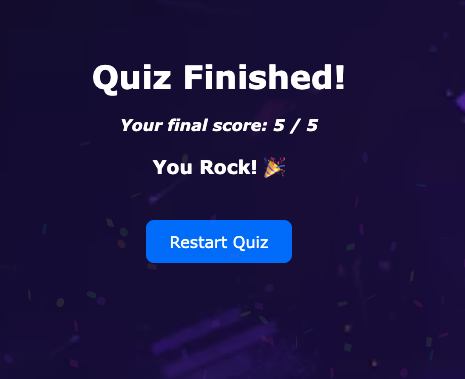 Quiz Finished!
Your final score: 5 / 5
You Rock! 🎉
Restart Quiz